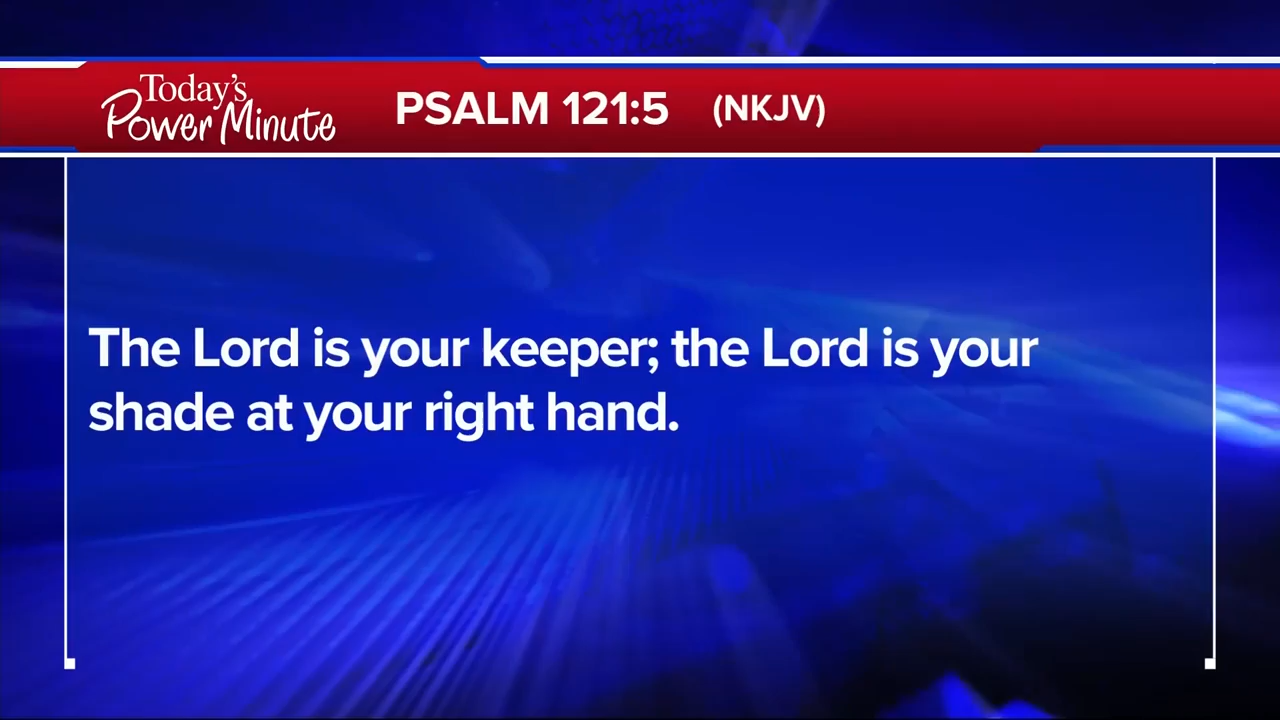 Today's
Power Minute
PSALM 121:5 (NKJV)
The Lord is your keeper; the Lord is your
shade at your right hand.